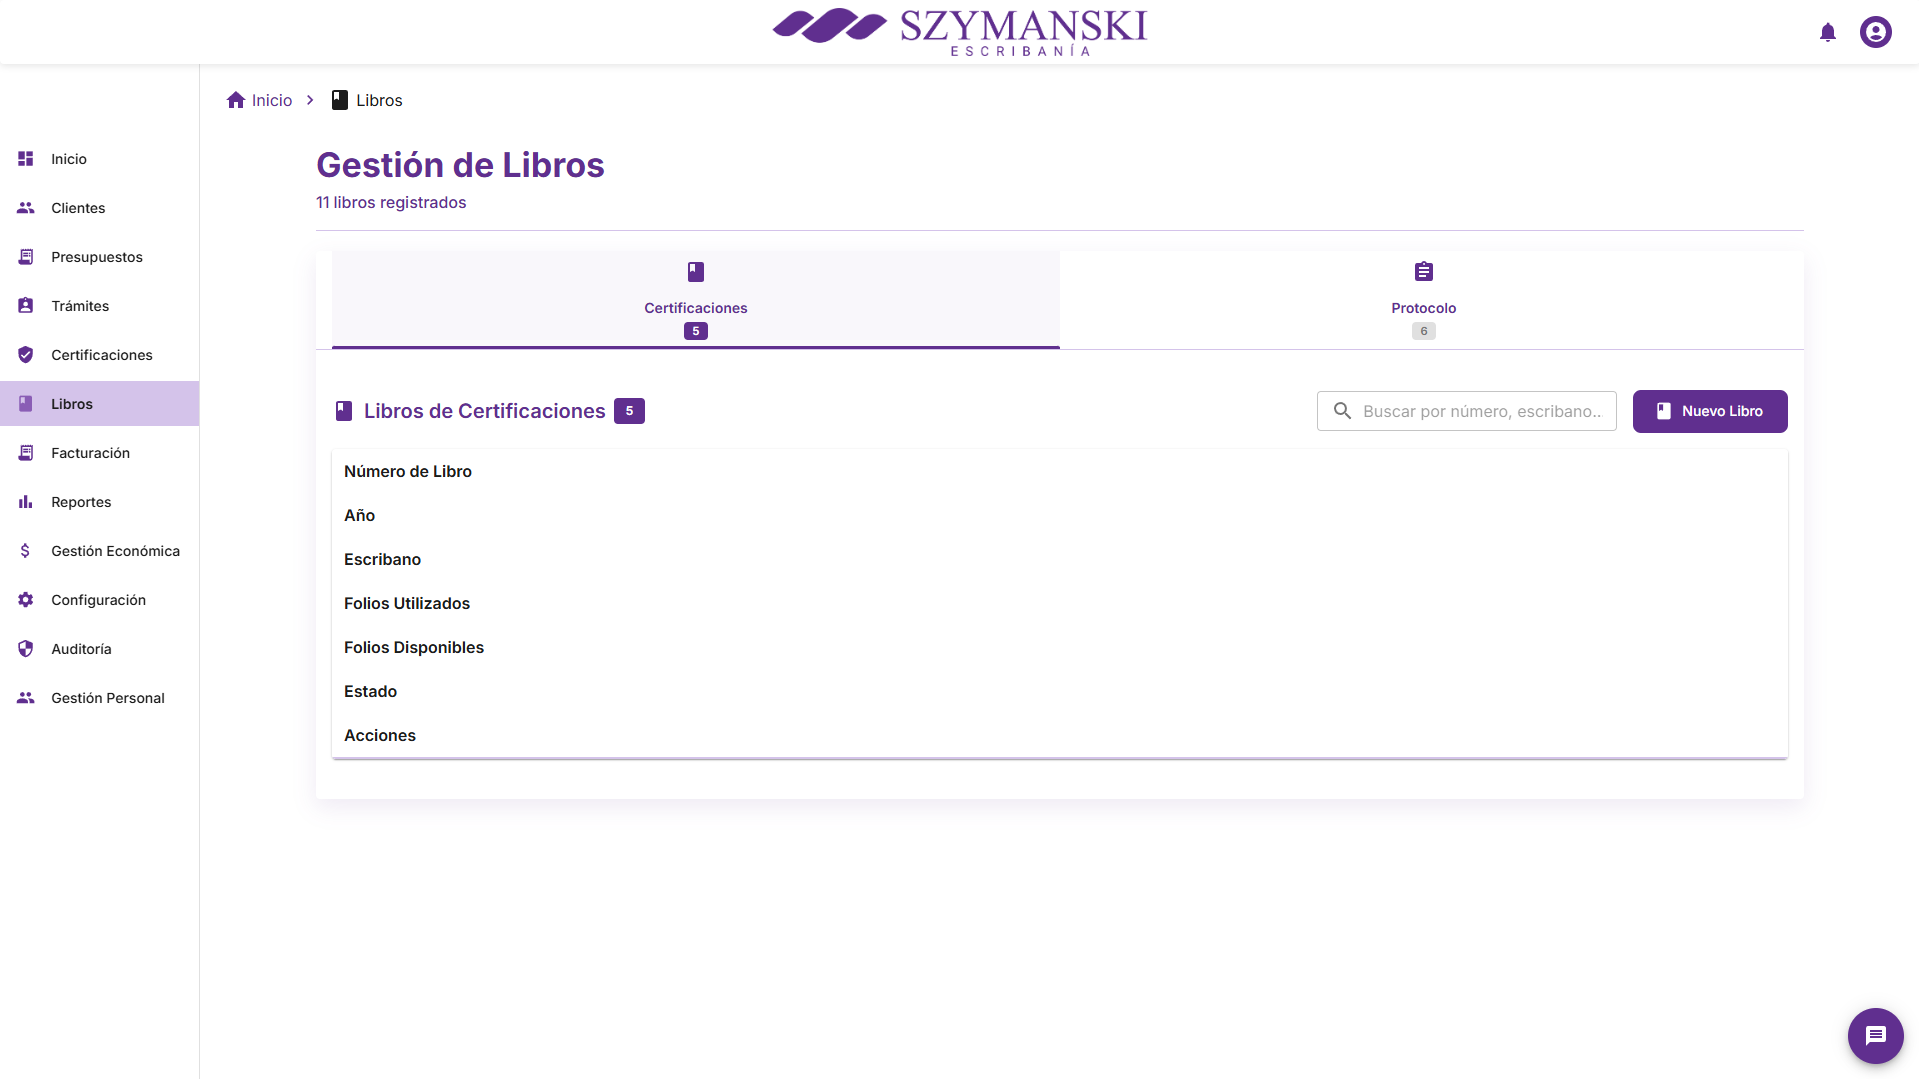 SZYMANSKI
ESCRIBANÍA
Inicio
Libros
Inicio
Clientes
Presupuestos
Trámites
Certificaciones
Libros
Facturación
Reportes
Gestión Económica
Configuración
Auditoría
Gestión Personal
Gestión de Libros
11 libros registrados
Certificaciones
5
Protocolo
6
Libros de Certificaciones 5
Buscar por número, escribano...
Nuevo Libro
Número de Libro
Año
Escribano
Folios Utilizados
Folios Disponibles
Estado
Acciones